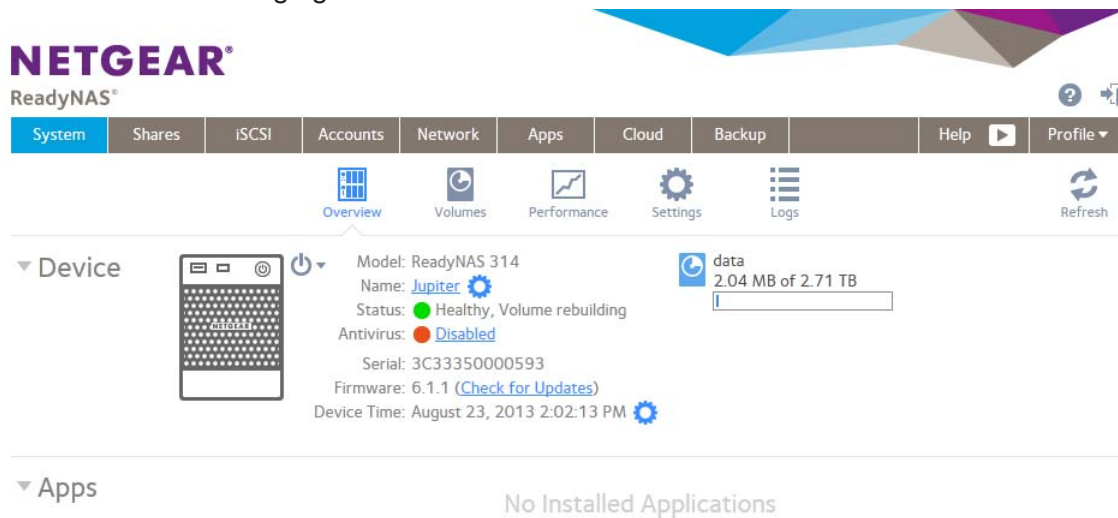 NETGEAR®
ReadyNAS®
System Shares iSCSI Accounts Network Apps Cloud Backup Help Profile
Overview Volumes Performance Settings Logs Refresh
Device
NETGEAR
Model: ReadyNAS 314
Name: Jupiter
Status: Healthy, Volume rebuilding
Antivirus: Disabled
Serial: 3C33350000593
Firmware: 6.1.1 (Check for Updates)
Device Time: August 23, 2013 2:02:13 PM
data
2.04 MB of 2.71 TB
Apps
No Installed Applications